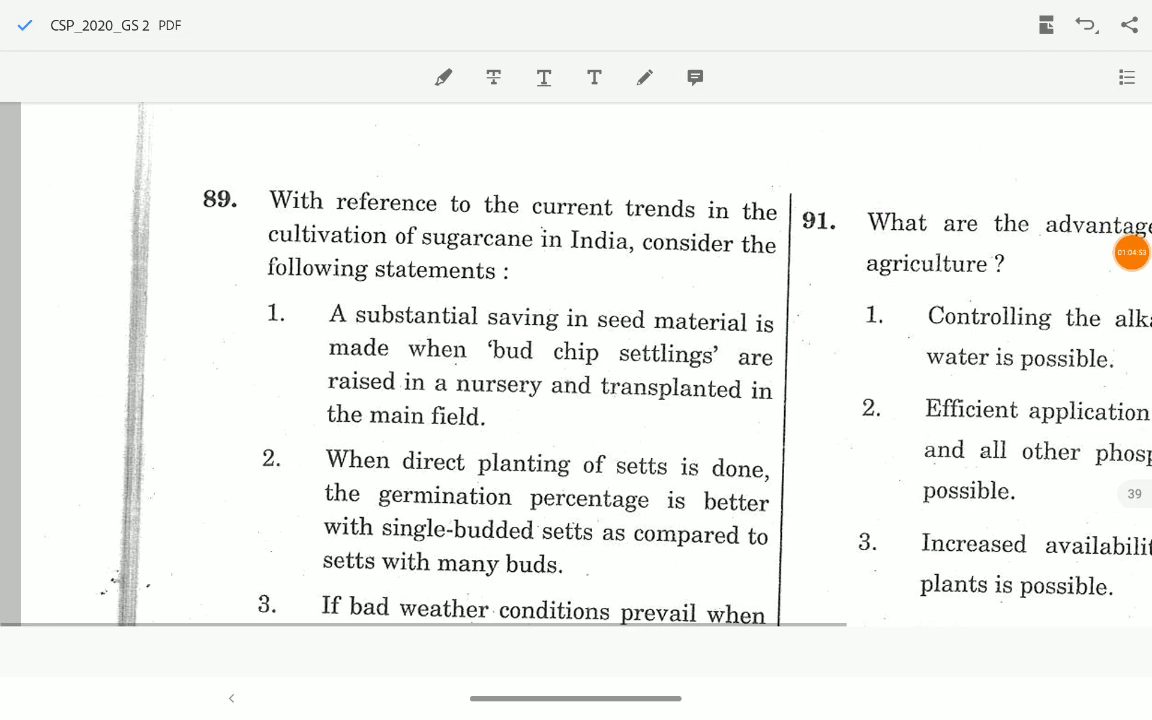 CSP_2020_GS 2 PDF
89. With reference to the current trends in the
cultivation of sugarcane in India, consider the
following statements :
1. A substantial saving in seed material is
made when ‘bud chip settlings’ are
raised in a nursery and transplanted in
the main field.
2. When direct planting of setts is done,
the germination percentage is better
with single-budded setts as compared to
setts with many buds.
3. If bad weather conditions prevail when
91. What are the
agriculture ?
1. Controlling the
water is possible.
2. Efficient application
and all other
possible.
3. Increased
plants is possible.
01:04:53
39